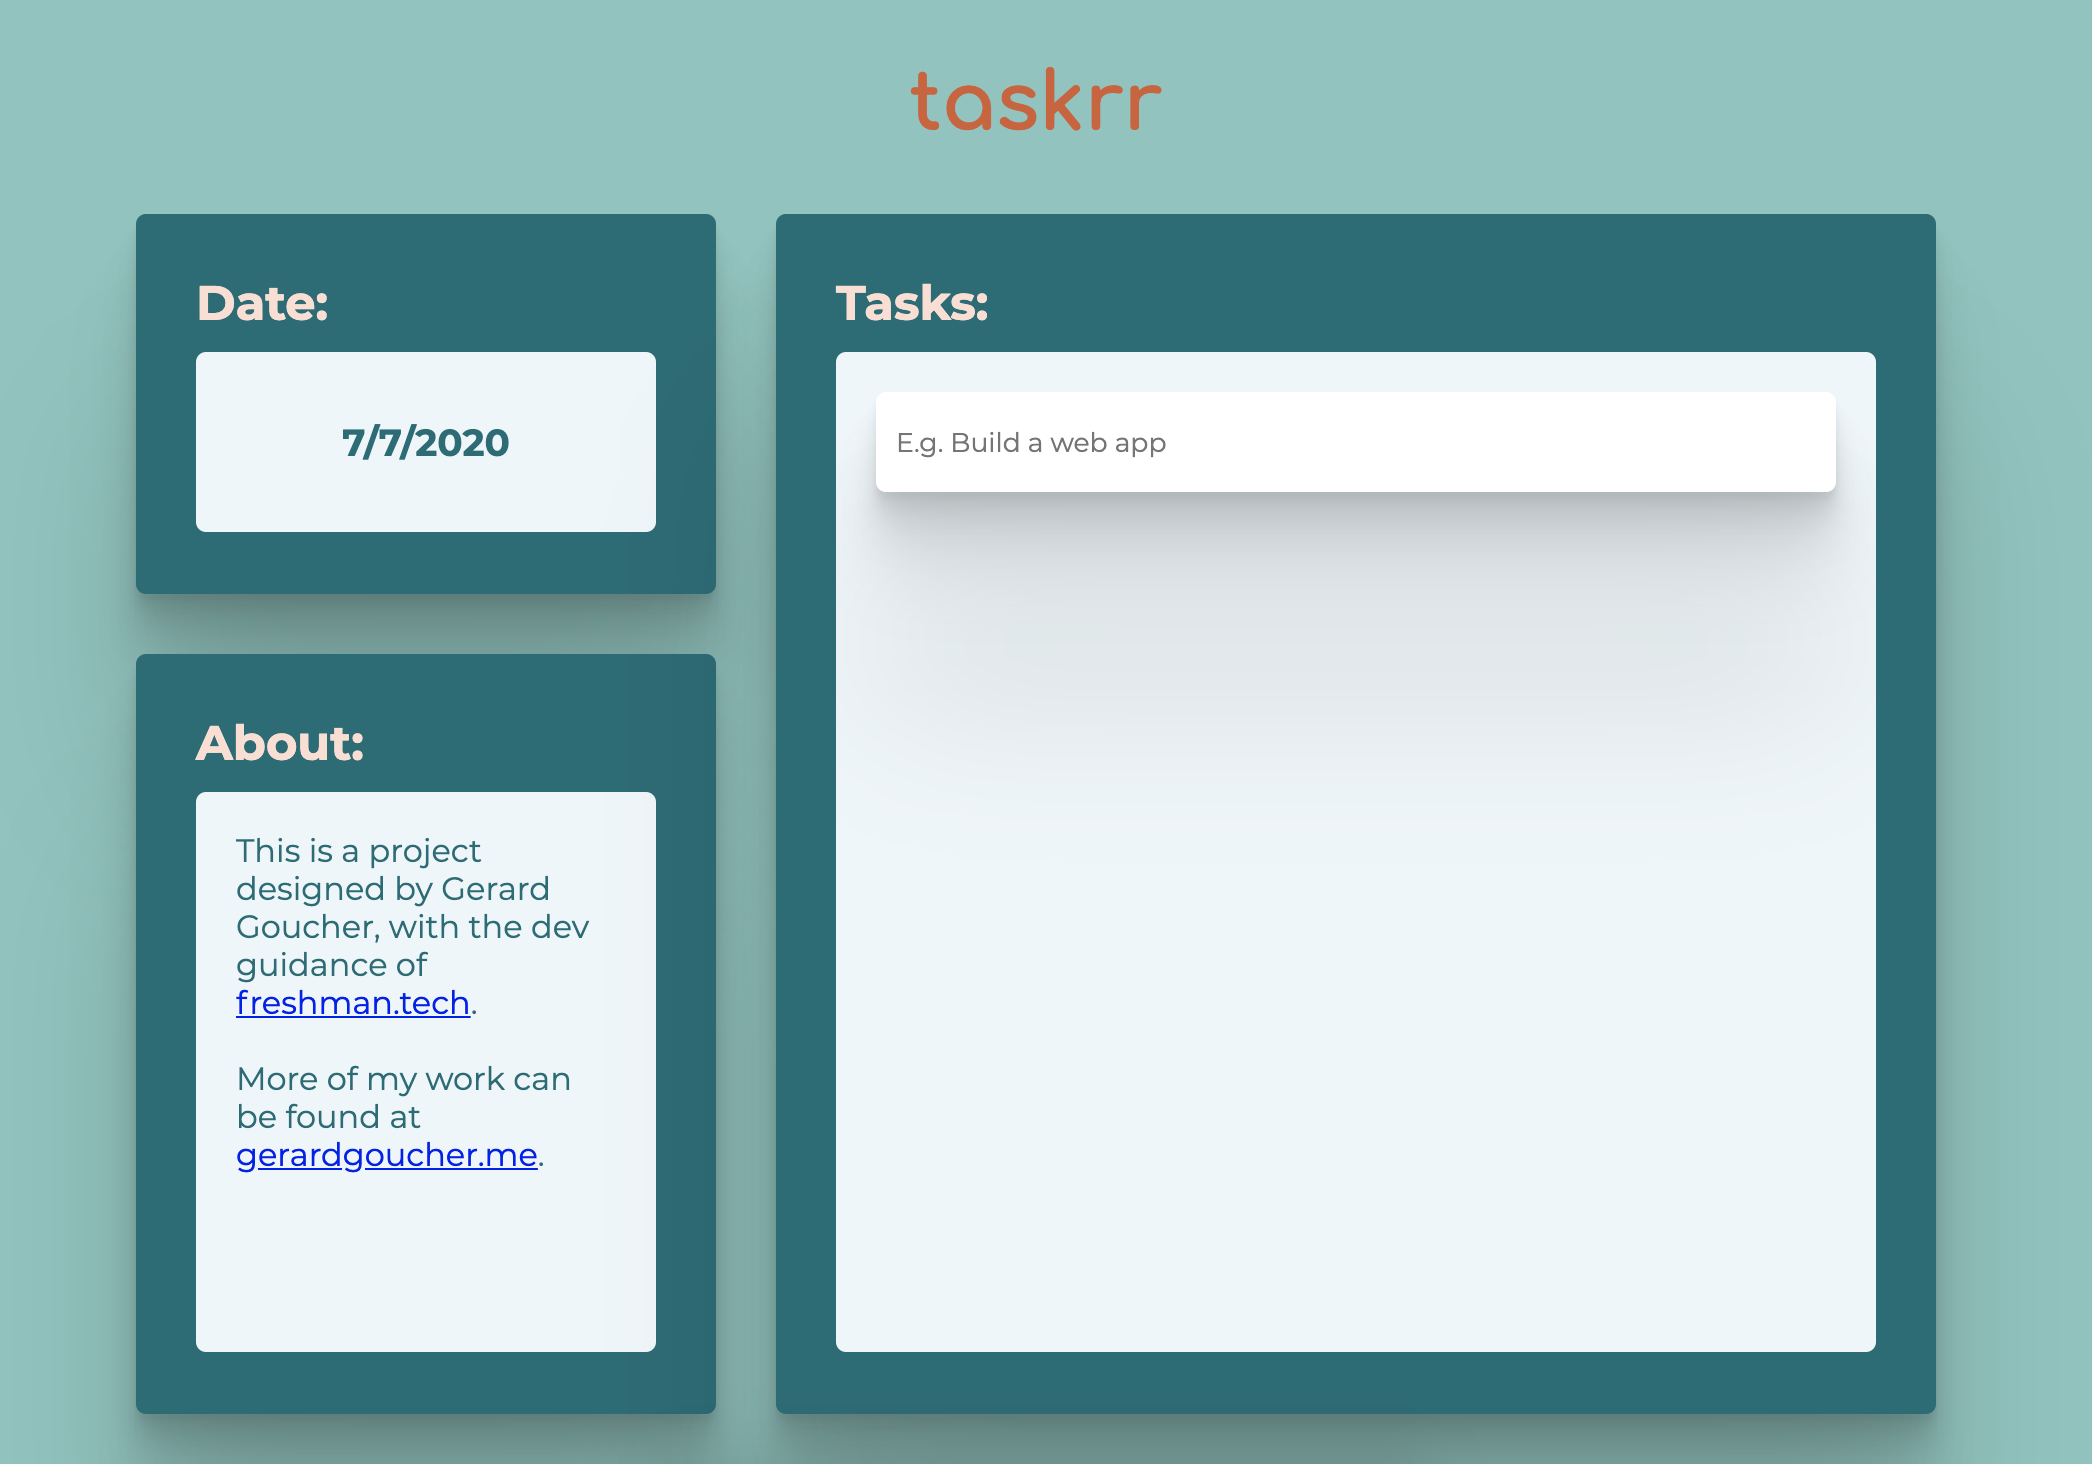 taskrr
Date:
7/7/2020
About:
This is a project
designed by Gerard
Goucher, with the dev
guidance of
freshman.tech.
More of my work can
be found at
gerardgoucher.me.
Tasks:
E.g. Build a web app